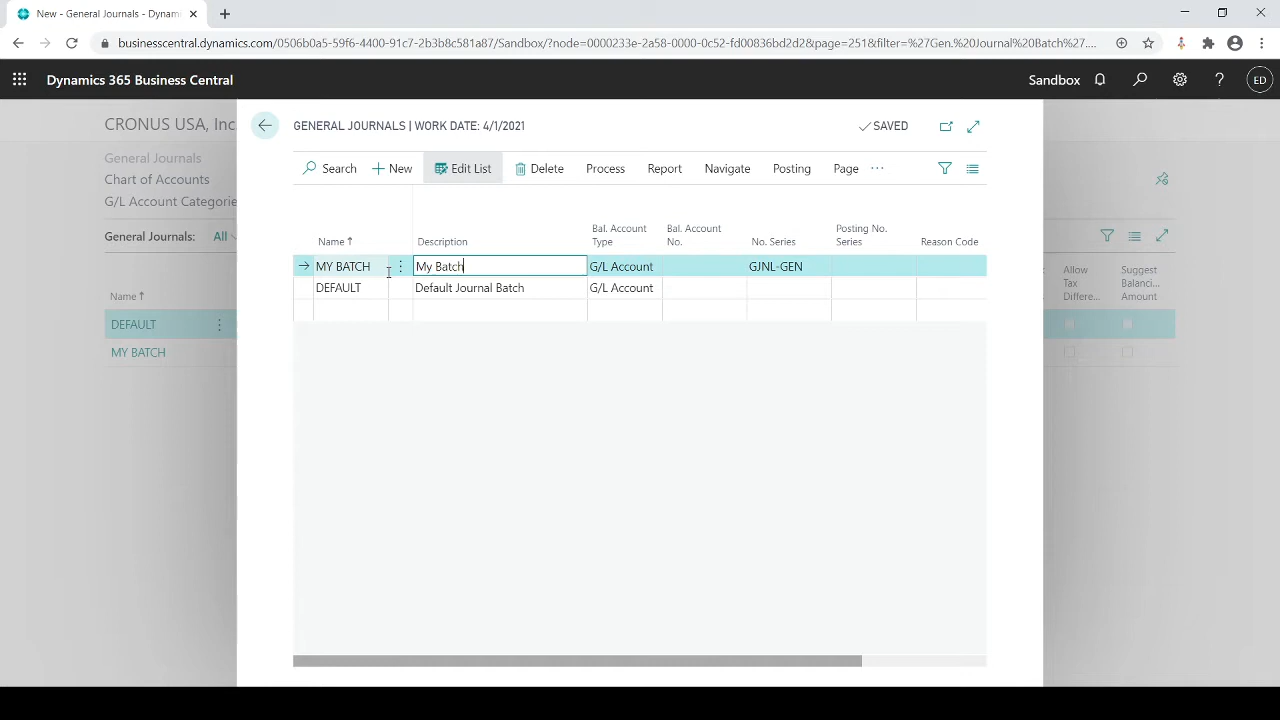 New - General Journals - Dynami
businesscentral.dynamics.com/0506b0a5-59f6-4400-91c7-2b3b8c581a87/Sandbox/?node=0000233e-2a58-0000-0c52-fd00836bd2d2&page=251&filter=%27Gen.%20Journal%20Batch%27....
Dynamics 365 Business Central
Sandbox
ED
CRONUS USA, Inc.
General Journals
Chart of Accounts
G/L Account Categorie
General Journals: All
Name ↑
DEFAULT
MY BATCH
GENERAL JOURNALS | WORK DATE: 4/1/2021
SAVED
Search
New
Edit List
Delete
Process
Report
Navigate
Posting
Page
Name ↑
Description
Bal. Account Type
Bal. Account No.
No. Series
Posting No. Series
Reason Code
MY BATCH My Batch G/L Account GJNL-GEN
DEFAULT Default Journal Batch G/L Account
Allow Tax Differe...
Suggest Balanci... Amount